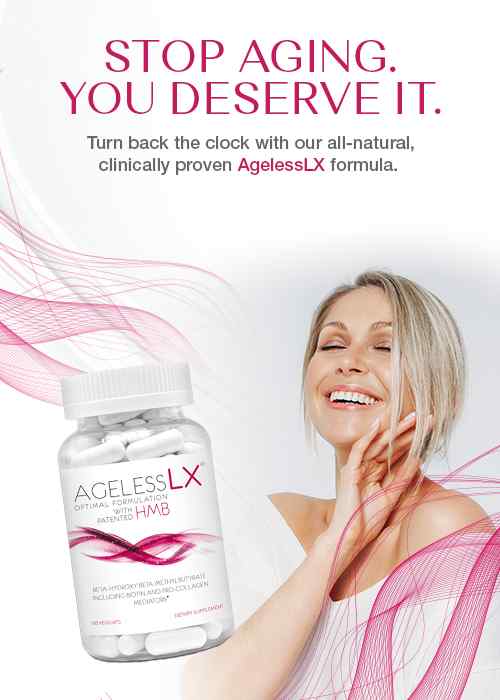 STOP AGING.
YOU DESERVE IT.
Turn back the clock with our all-natural,
clinically proven AgelessLX formula.
AGELESSLX
OPTIMAL FORMULATION
WITH
PATENTED HMB
BETA-HYDROXY BETA-METHYLBUTYRATE
INCLUDING BIOTIN AND PRO-COLLAGEN
MEDIATORS*
DIETARY SUPPLEMENT